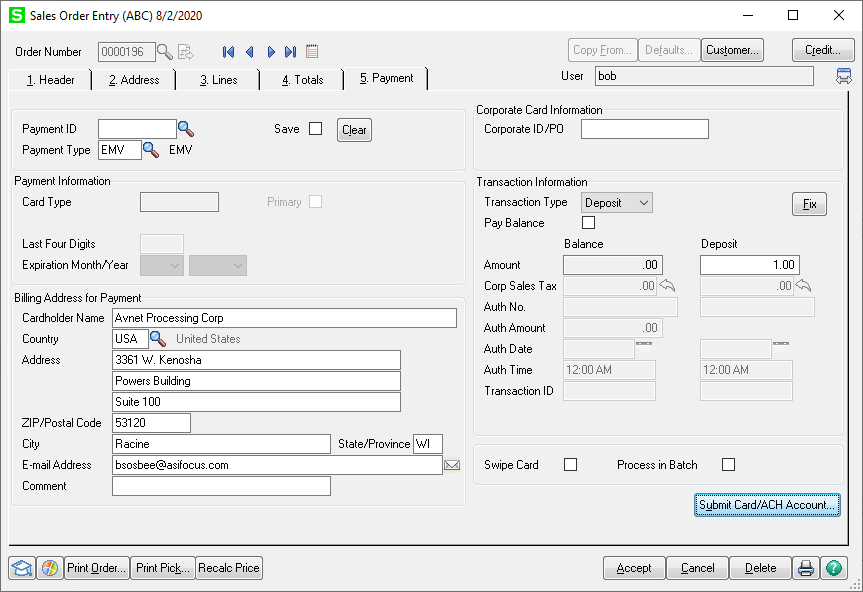 S Sales Order Entry (ABC) 8/2/2020
Order Number 0000196 Copy From... Defaults... Customer... Credit...
1. Header 2. Address 3. Lines 4. Totals 5. Payment User bob
Payment ID Save Clear
Payment Type EMV EMV
Corporate Card Information
Corporate ID/PO
Payment Information
Card Type Primary
Last Four Digits
Expiration Month/Year
Transaction Information
Transaction Type Deposit Fix
Pay Balance
Balance Deposit
Amount .00 1.00
Corp Sales Tax .00 .00
Auth No.
Auth Amount .00
Auth Date
Auth Time 12:00 AM 12:00 AM
Transaction ID
Billing Address for Payment
Cardholder Name Avnet Processing Corp
Country USA United States
Address 3361 W. Kenosha
Powers Building
Suite 100
ZIP/Postal Code 53120
City Racine State/Province WI
E-mail Address bsosbee@asifocus.com
Comment
Swipe Card Process in Batch
Submit Card/ACH Account...
Print Order... Print Pick... Recalc Price Accept Cancel Delete ?